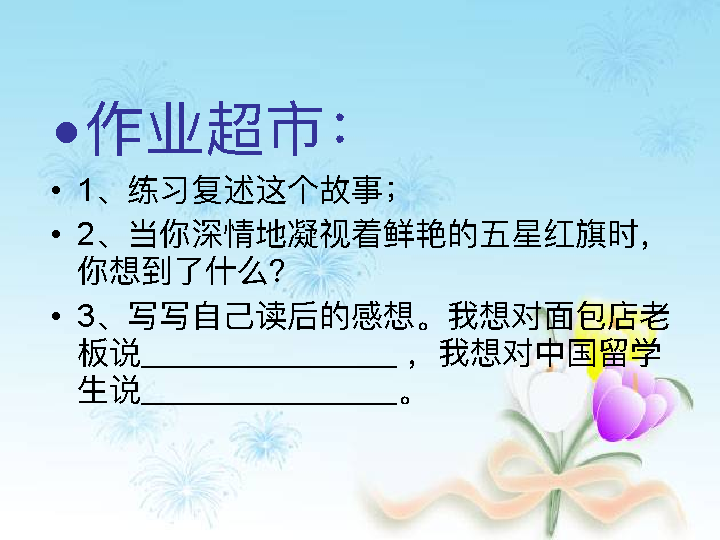 •作业超市：
• 1、练习复述这个故事；
• 2、当你深情地凝视着鲜艳的五星红旗时，
你想到了什么？
• 3、写写自己读后的感想。我想对面包店老
板说________________ ，我想对中国留学
生说________________。